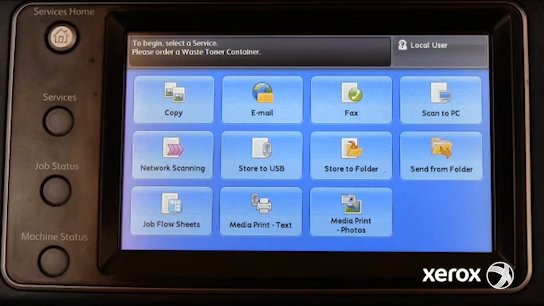 Services Home
To begin, select a Service.
Please order a Waste Toner Container.
Local User
Services
Copy
E-mail
Fax
Scan to PC
Network Scanning
Store to USB
Store to Folder
Send from Folder
Job Status
Job Flow Sheets
Media Print - Text
Media Print
- Photos
Machine Status
xerox